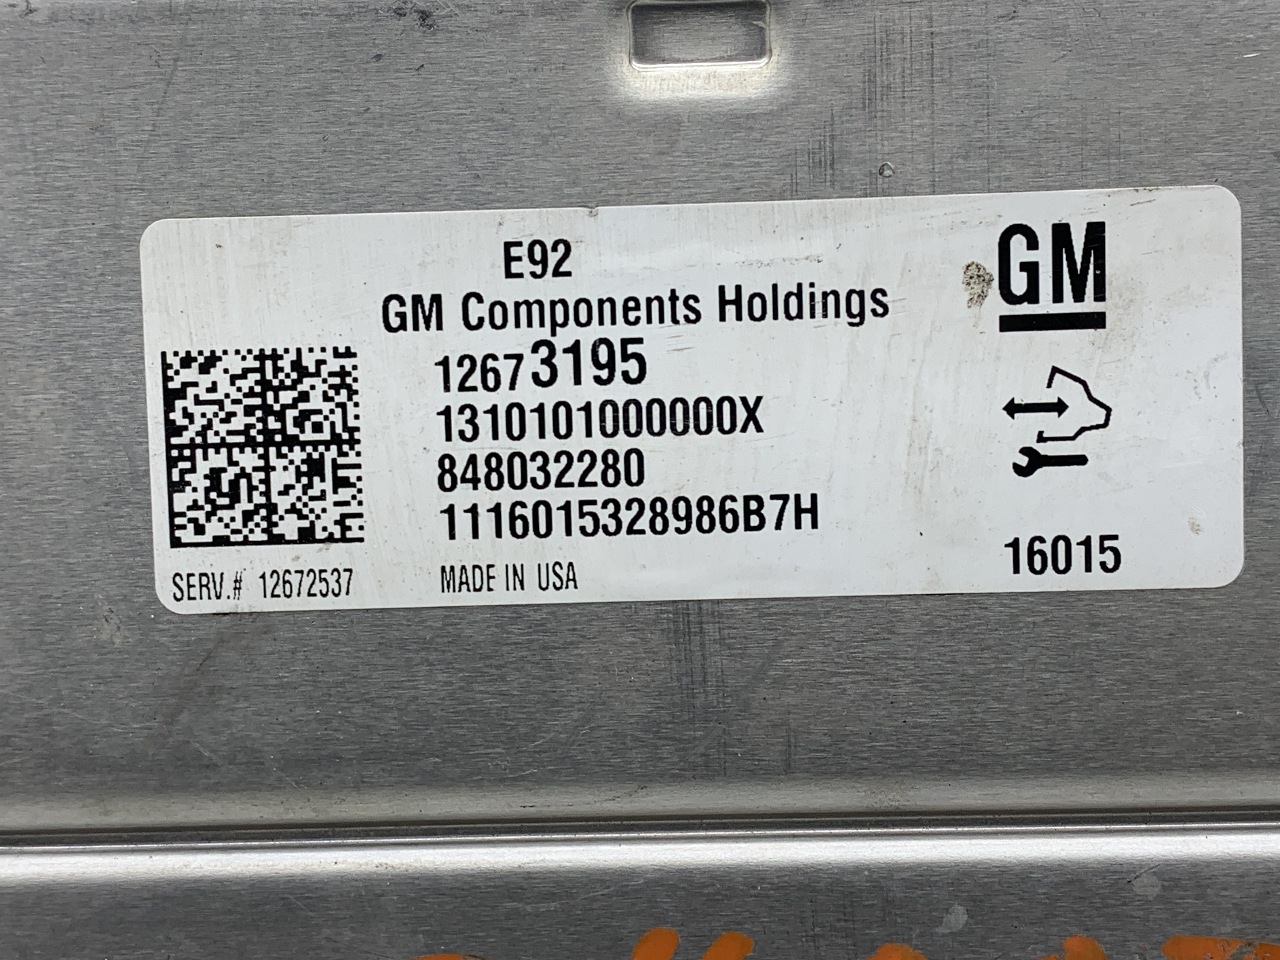 E92
GM Components Holdings
GM
12673195
1310101000000X
848032280
1116015328986B7H
16015
SERV.# 12672537
MADE IN USA